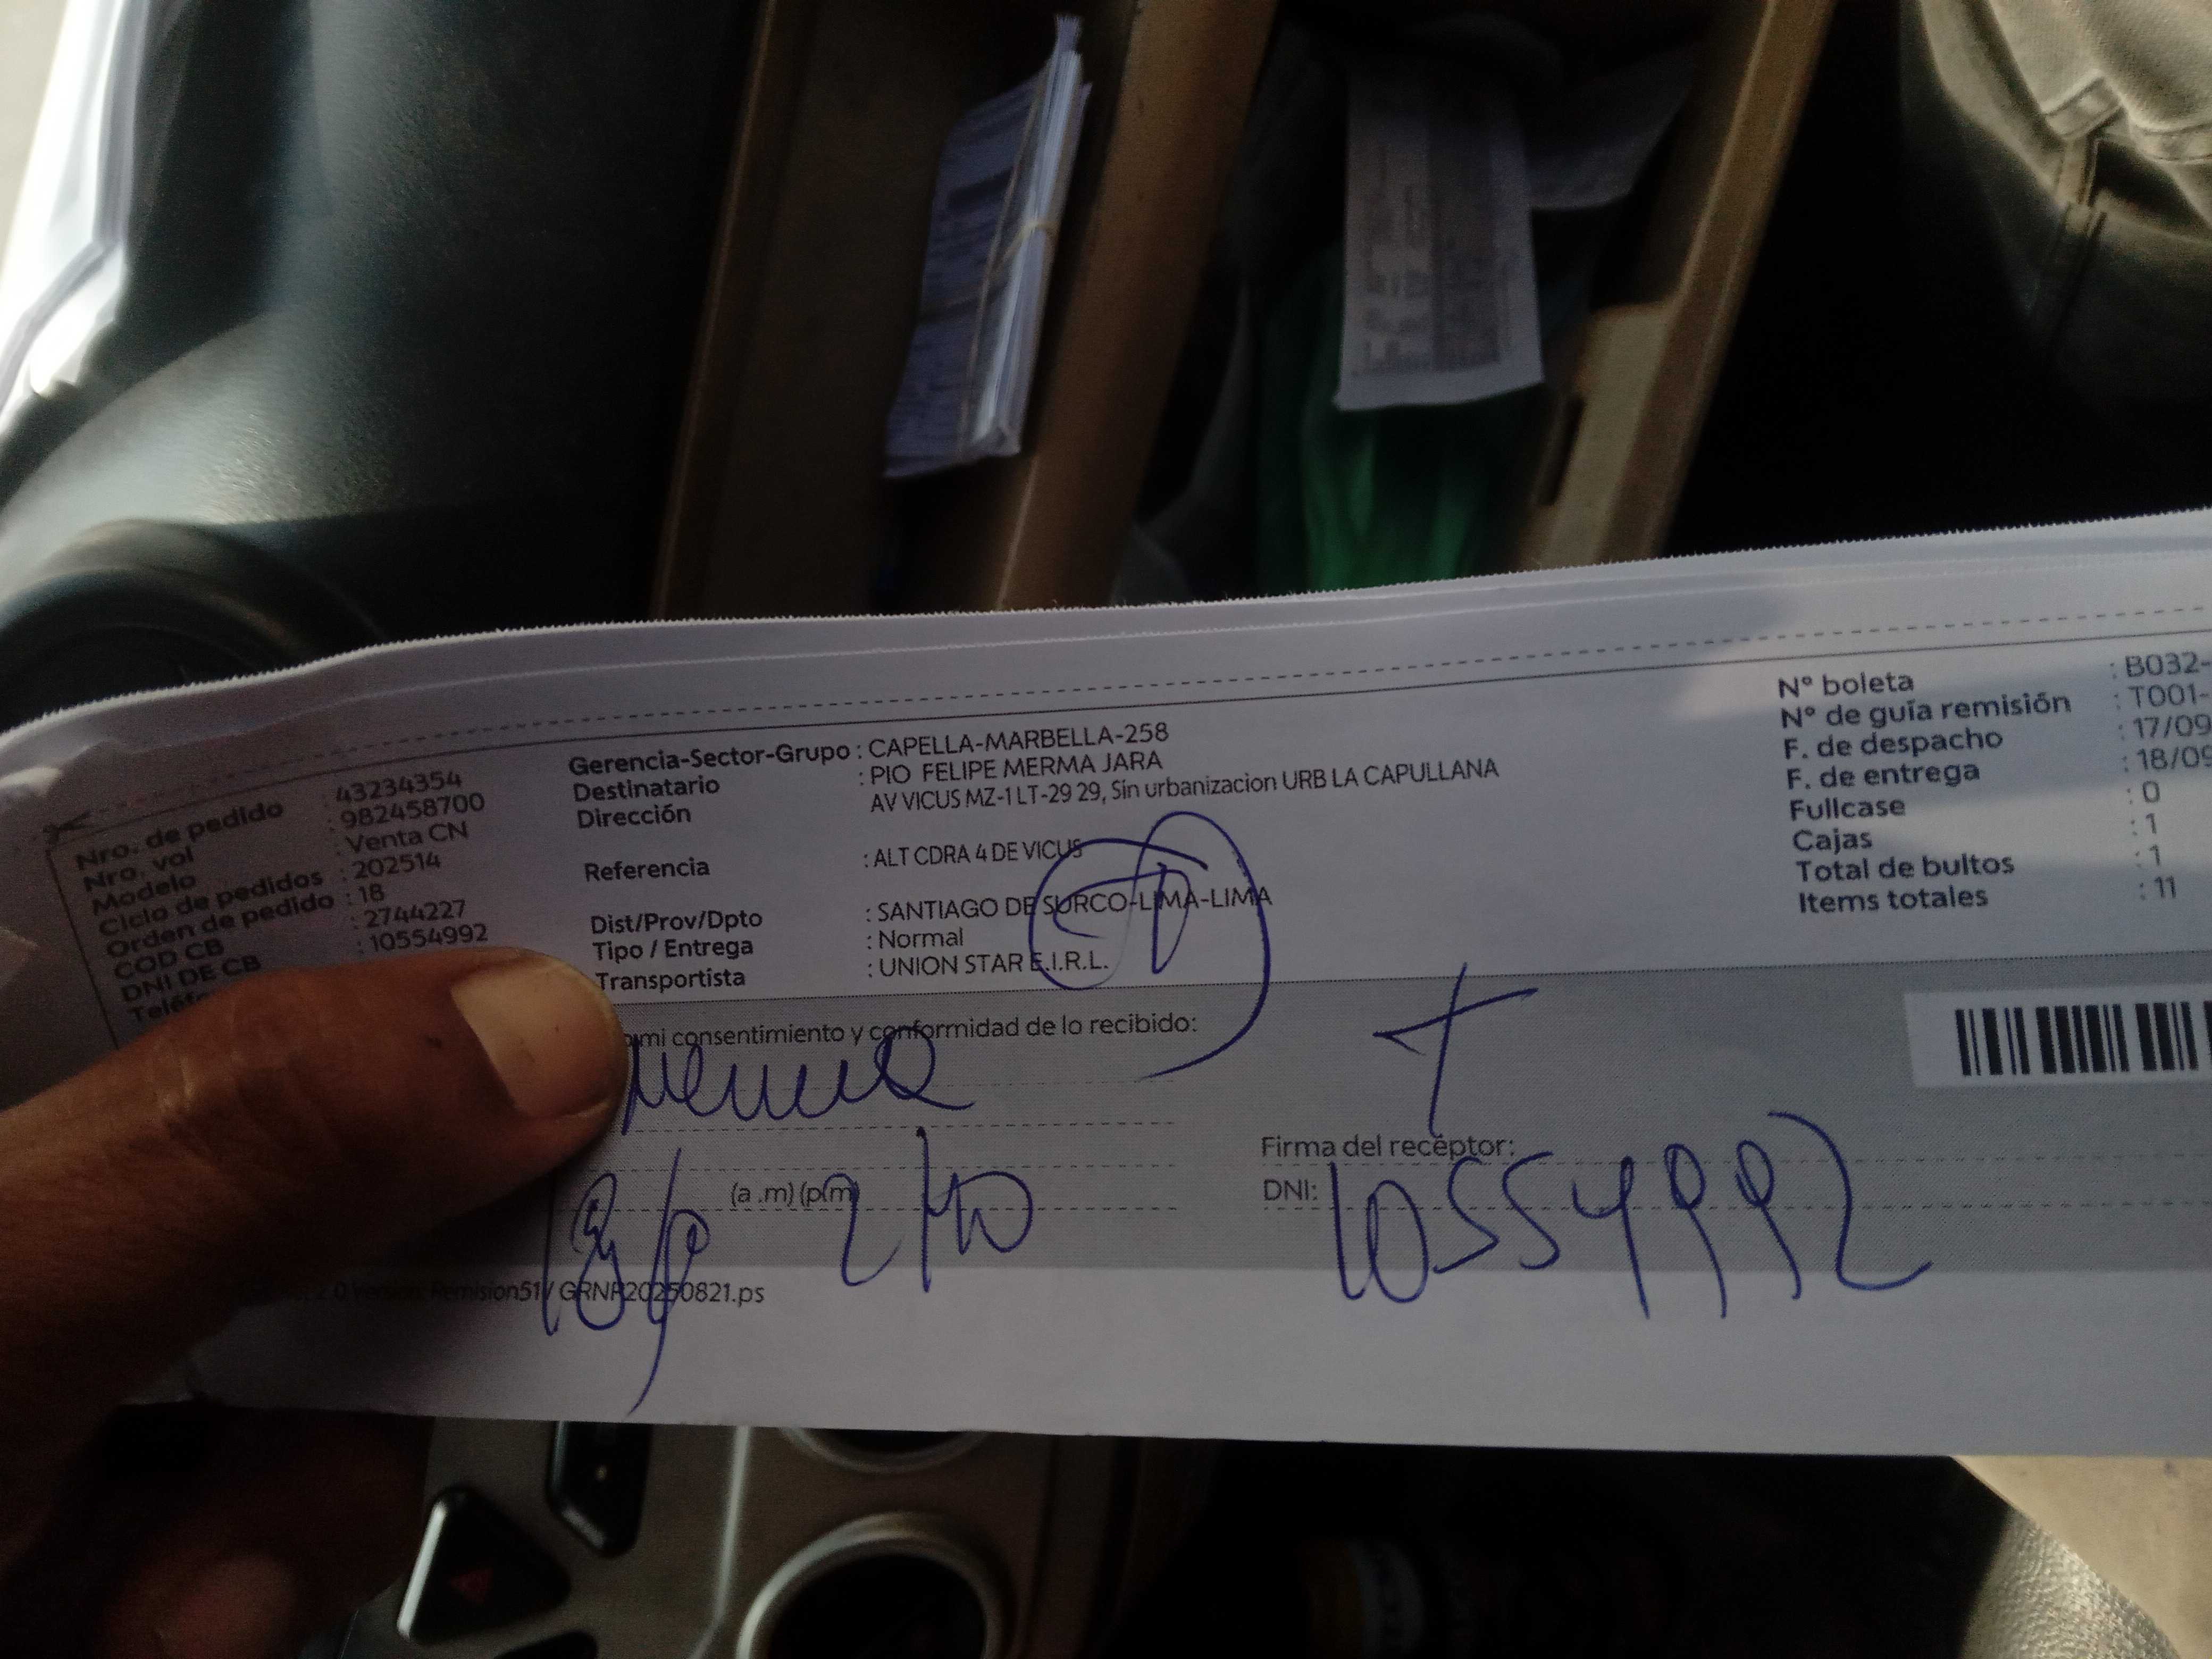 Nro. de pedido : 43234354
Nro. vol : 982458700
Modelo : Venta CN
Ciclo de pedidos : 202514
Orden de pedido : 18
COD CB : 2744227
DNI DE CB : 10554992
Gerencia-Sector-Grupo : CAPELLA-MARBELLA-258
Destinatario : PIO FELIPE MERMA JARA
Dirección AV VICUS MZ-1 LT-29 29, Sin urbanizacion URB LA CAPULLANA
Referencia : ALT CDRA 4 DE VICUS
Dist/Prov/Dpto : SANTIAGO DE SURCO-LIMA-LIMA
Tipo / Entrega : Normal
Transportista : UNION STAR E.I.R.L.
N° boleta : B032-
N° de guía remisión : T001-
F. de despacho : 17/09
F. de entrega : 18/09
Fullcase : 0
Cajas : 1
Total de bultos : 1
Items totales : 11
mi consentimiento y conformidad de lo recibido:
Merma
(a .m) (p.m)
18/9 2/40
Firma del receptor:
DNI: 10554992
Remision51/ GRNP20250821.ps